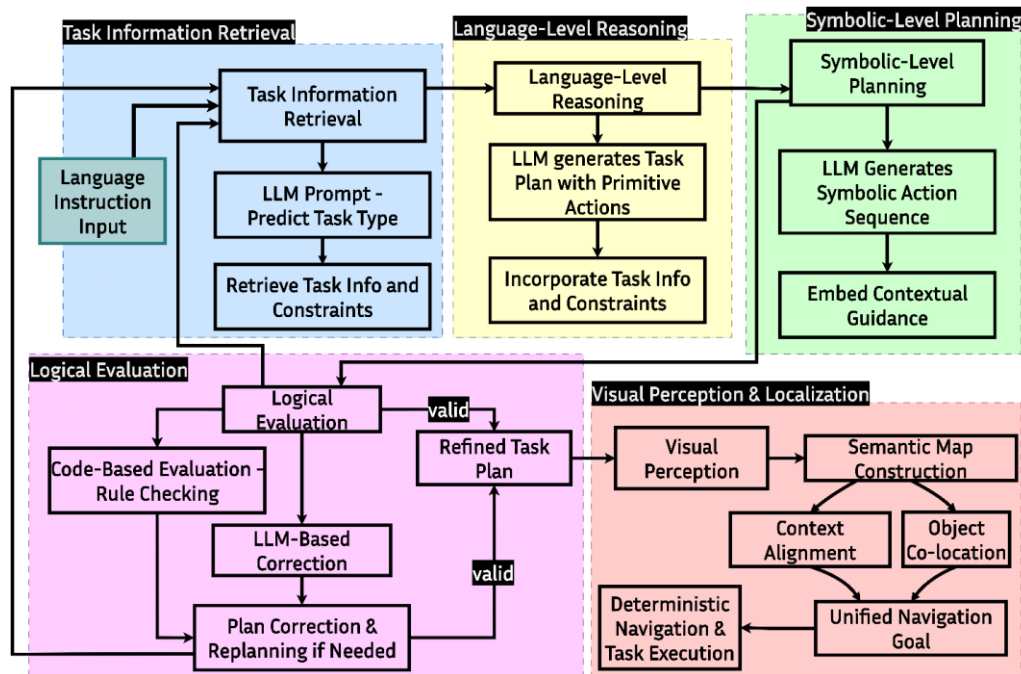 Task Information Retrieval
Language-Level Reasoning
Symbolic-Level Planning
Task Information
Retrieval
Language-Level
Reasoning
Symbolic-Level
Planning
Language
Instruction
Input
LLM Prompt -
Predict Task Type
LLM generates Task
Plan with Primitive
Actions
LLM Generates
Symbolic Action
Sequence
Retrieve Task Info and
Constraints
Incorporate Task Info
and Constraints
Embed Contextual
Guidance
Logical Evaluation
Logical
Evaluation
valid
Refined Task
Plan
Code-Based Evaluation –
Rule Checking
LLM-Based
Correction
valid
Plan Correction &
Replanning if Needed
Visual Perception & Localization
Visual
Perception
Semantic Map
Construction
Context
Alignment
Object
Co-location
Deterministic
Navigation &
Task Execution
Unified Navigation
Goal